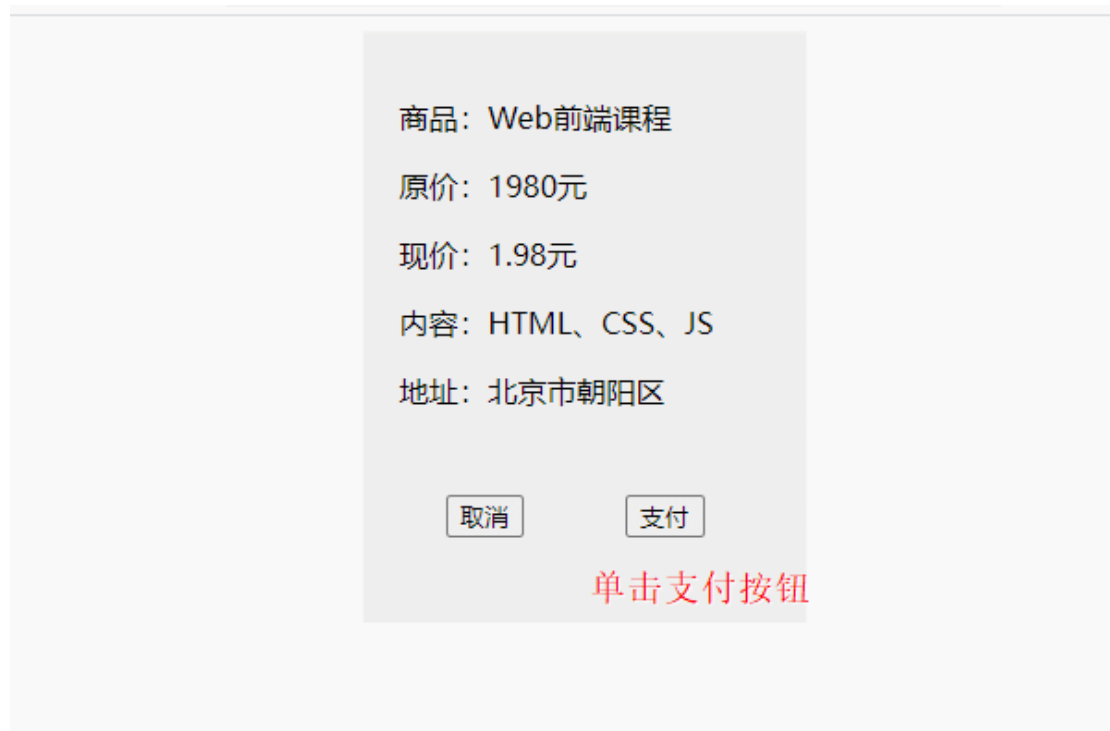 商品：Web前端课程
原价：1980元
现价：1.98元
内容：HTML、CSS、JS
地址：北京市朝阳区
取消 支付
单击支付按钮